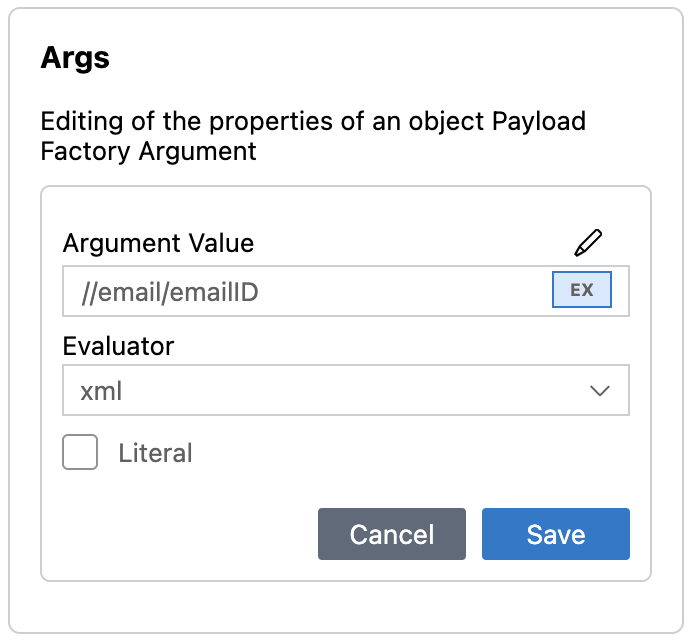 Args
Editing of the properties of an object Payload
Factory Argument
Argument Value
//email/emailID
EX
Evaluator
xml
Literal
Cancel
Save